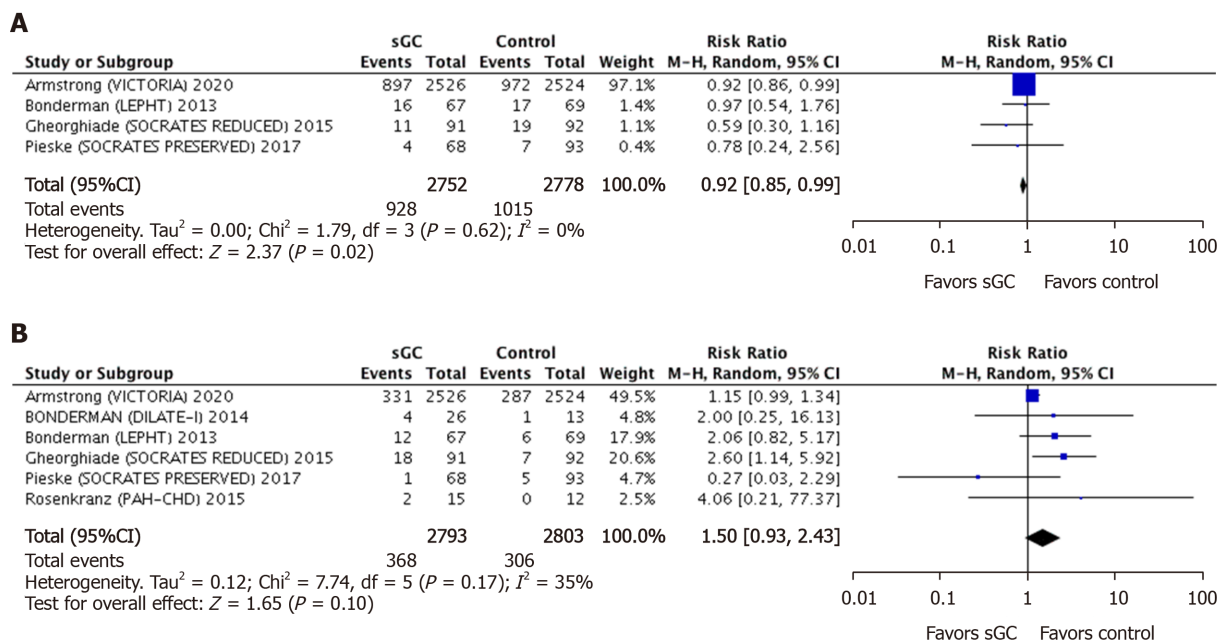 A
sGC Control Risk Ratio Risk Ratio
Study or Subgroup Events Total Events Total Weight M-H, Random, 95% CI M-H, Random, 95% CI
Armstrong (VICTORIA) 2020 897 2526 972 2524 97.1% 0.92 [0.86, 0.99]
Bonderman (LEPHT) 2013 16 67 17 69 1.4% 0.97 [0.54, 1.76]
Gheorghiade (SOCRATES REDUCED) 2015 11 91 19 92 1.1% 0.59 [0.30, 1.16]
Pieske (SOCRATES PRESERVED) 2017 4 68 7 93 0.4% 0.78 [0.24, 2.56]
Total (95%CI) 2752 2778 100.0% 0.92 [0.85, 0.99]
Total events 928 1015
Heterogeneity. Tau² = 0.00; Chi² = 1.79, df = 3 (P = 0.62); I² = 0%
Test for overall effect: Z = 2.37 (P = 0.02)
0.01 0.1 1 10 100
Favors sGC Favors control
B
sGC Control Risk Ratio Risk Ratio
Study or Subgroup Events Total Events Total Weight M-H, Random, 95% CI M-H, Random, 95% CI
Armstrong (VICTORIA) 2020 331 2526 287 2524 49.5% 1.15 [0.99, 1.34]
BONDERMAN (DILATE-I) 2014 4 26 1 13 4.8% 2.00 [0.25, 16.13]
Bonderman (LEPHT) 2013 12 67 6 69 17.9% 2.06 [0.82, 5.17]
Gheorghiade (SOCRATES REDUCED) 2015 18 91 7 92 20.6% 2.60 [1.14, 5.92]
Pieske (SOCRATES PRESERVED) 2017 1 68 5 93 4.7% 0.27 [0.03, 2.29]
Rosenkranz (PAH-CHD) 2015 2 15 0 12 2.5% 4.06 [0.21, 77.37]
Total (95%CI) 2793 2803 100.0% 1.50 [0.93, 2.43]
Total events 368 306
Heterogeneity. Tau² = 0.12; Chi² = 7.74, df = 5 (P = 0.17); I² = 35%
Test for overall effect: Z = 1.65 (P = 0.10)
0.01 0.1 1 10 100
Favors sGC Favors control